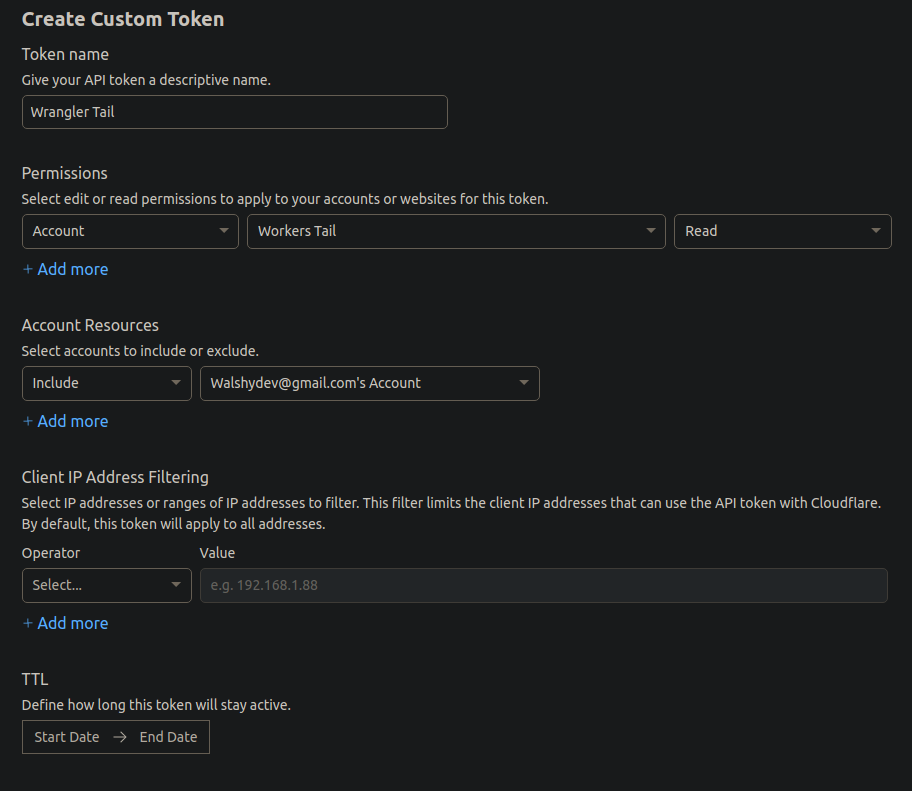 Create Custom Token
Token name
Give your API token a descriptive name.
Wrangler Tail
Permissions
Select edit or read permissions to apply to your accounts or websites for this token.
Account Workers Tail Read
+ Add more
Account Resources
Select accounts to include or exclude.
Include Walshydev@gmail.com's Account
+ Add more
Client IP Address Filtering
Select IP addresses or ranges of IP addresses to filter. This filter limits the client IP addresses that can use the API token with Cloudflare.
By default, this token will apply to all addresses.
Operator Value
Select... e.g. 192.168.1.88
+ Add more
TTL
Define how long this token will stay active.
Start Date → End Date